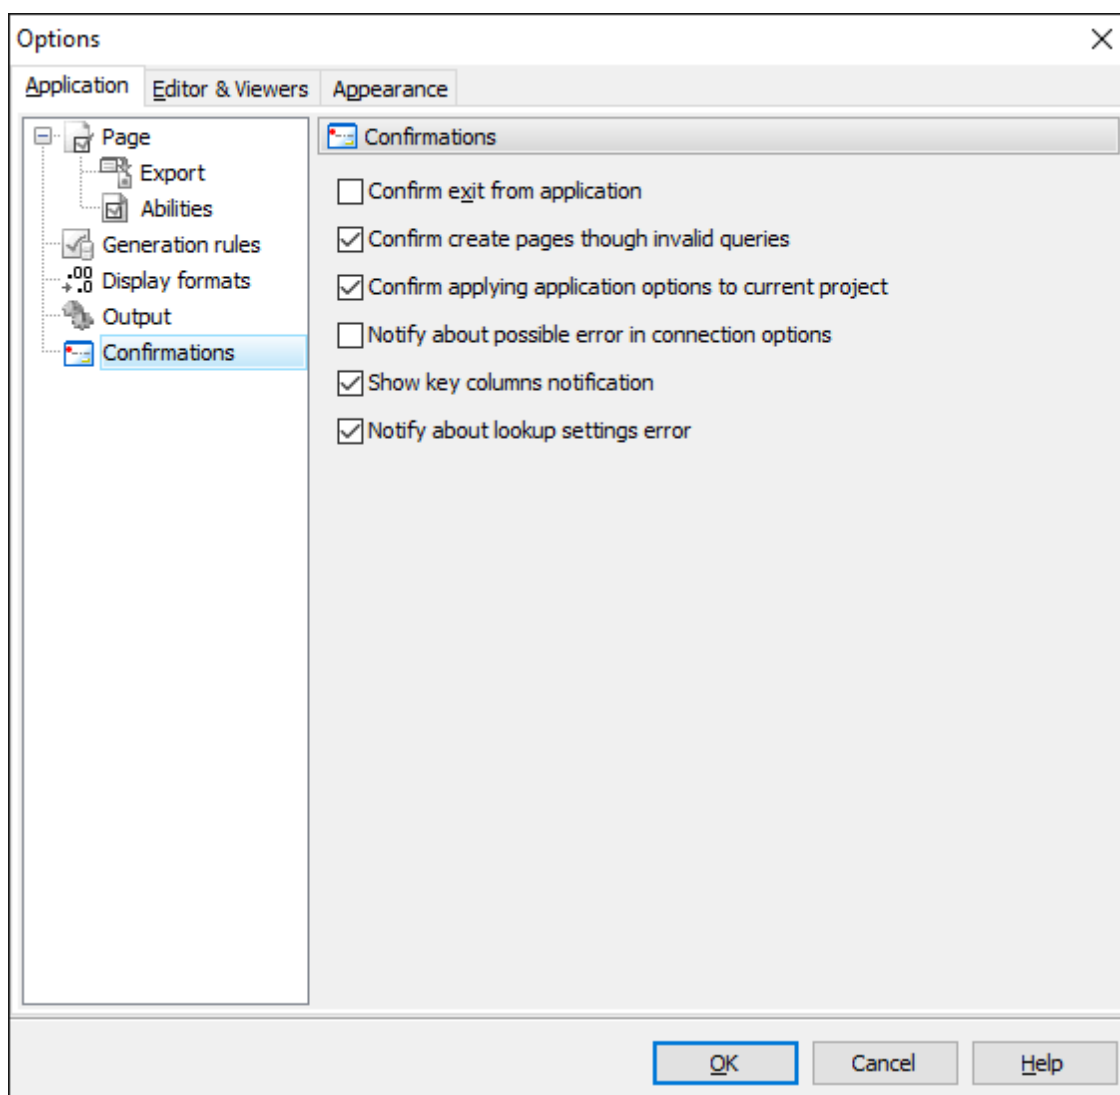 Options
Application Editor & Viewers Appearance
Page
Export
Abilities
Generation rules
Display formats
Output
Confirmations
Confirmations
Confirm exit from application
Confirm create pages though invalid queries
Confirm applying application options to current project
Notify about possible error in connection options
Show key columns notification
Notify about lookup settings error
OK Cancel Help